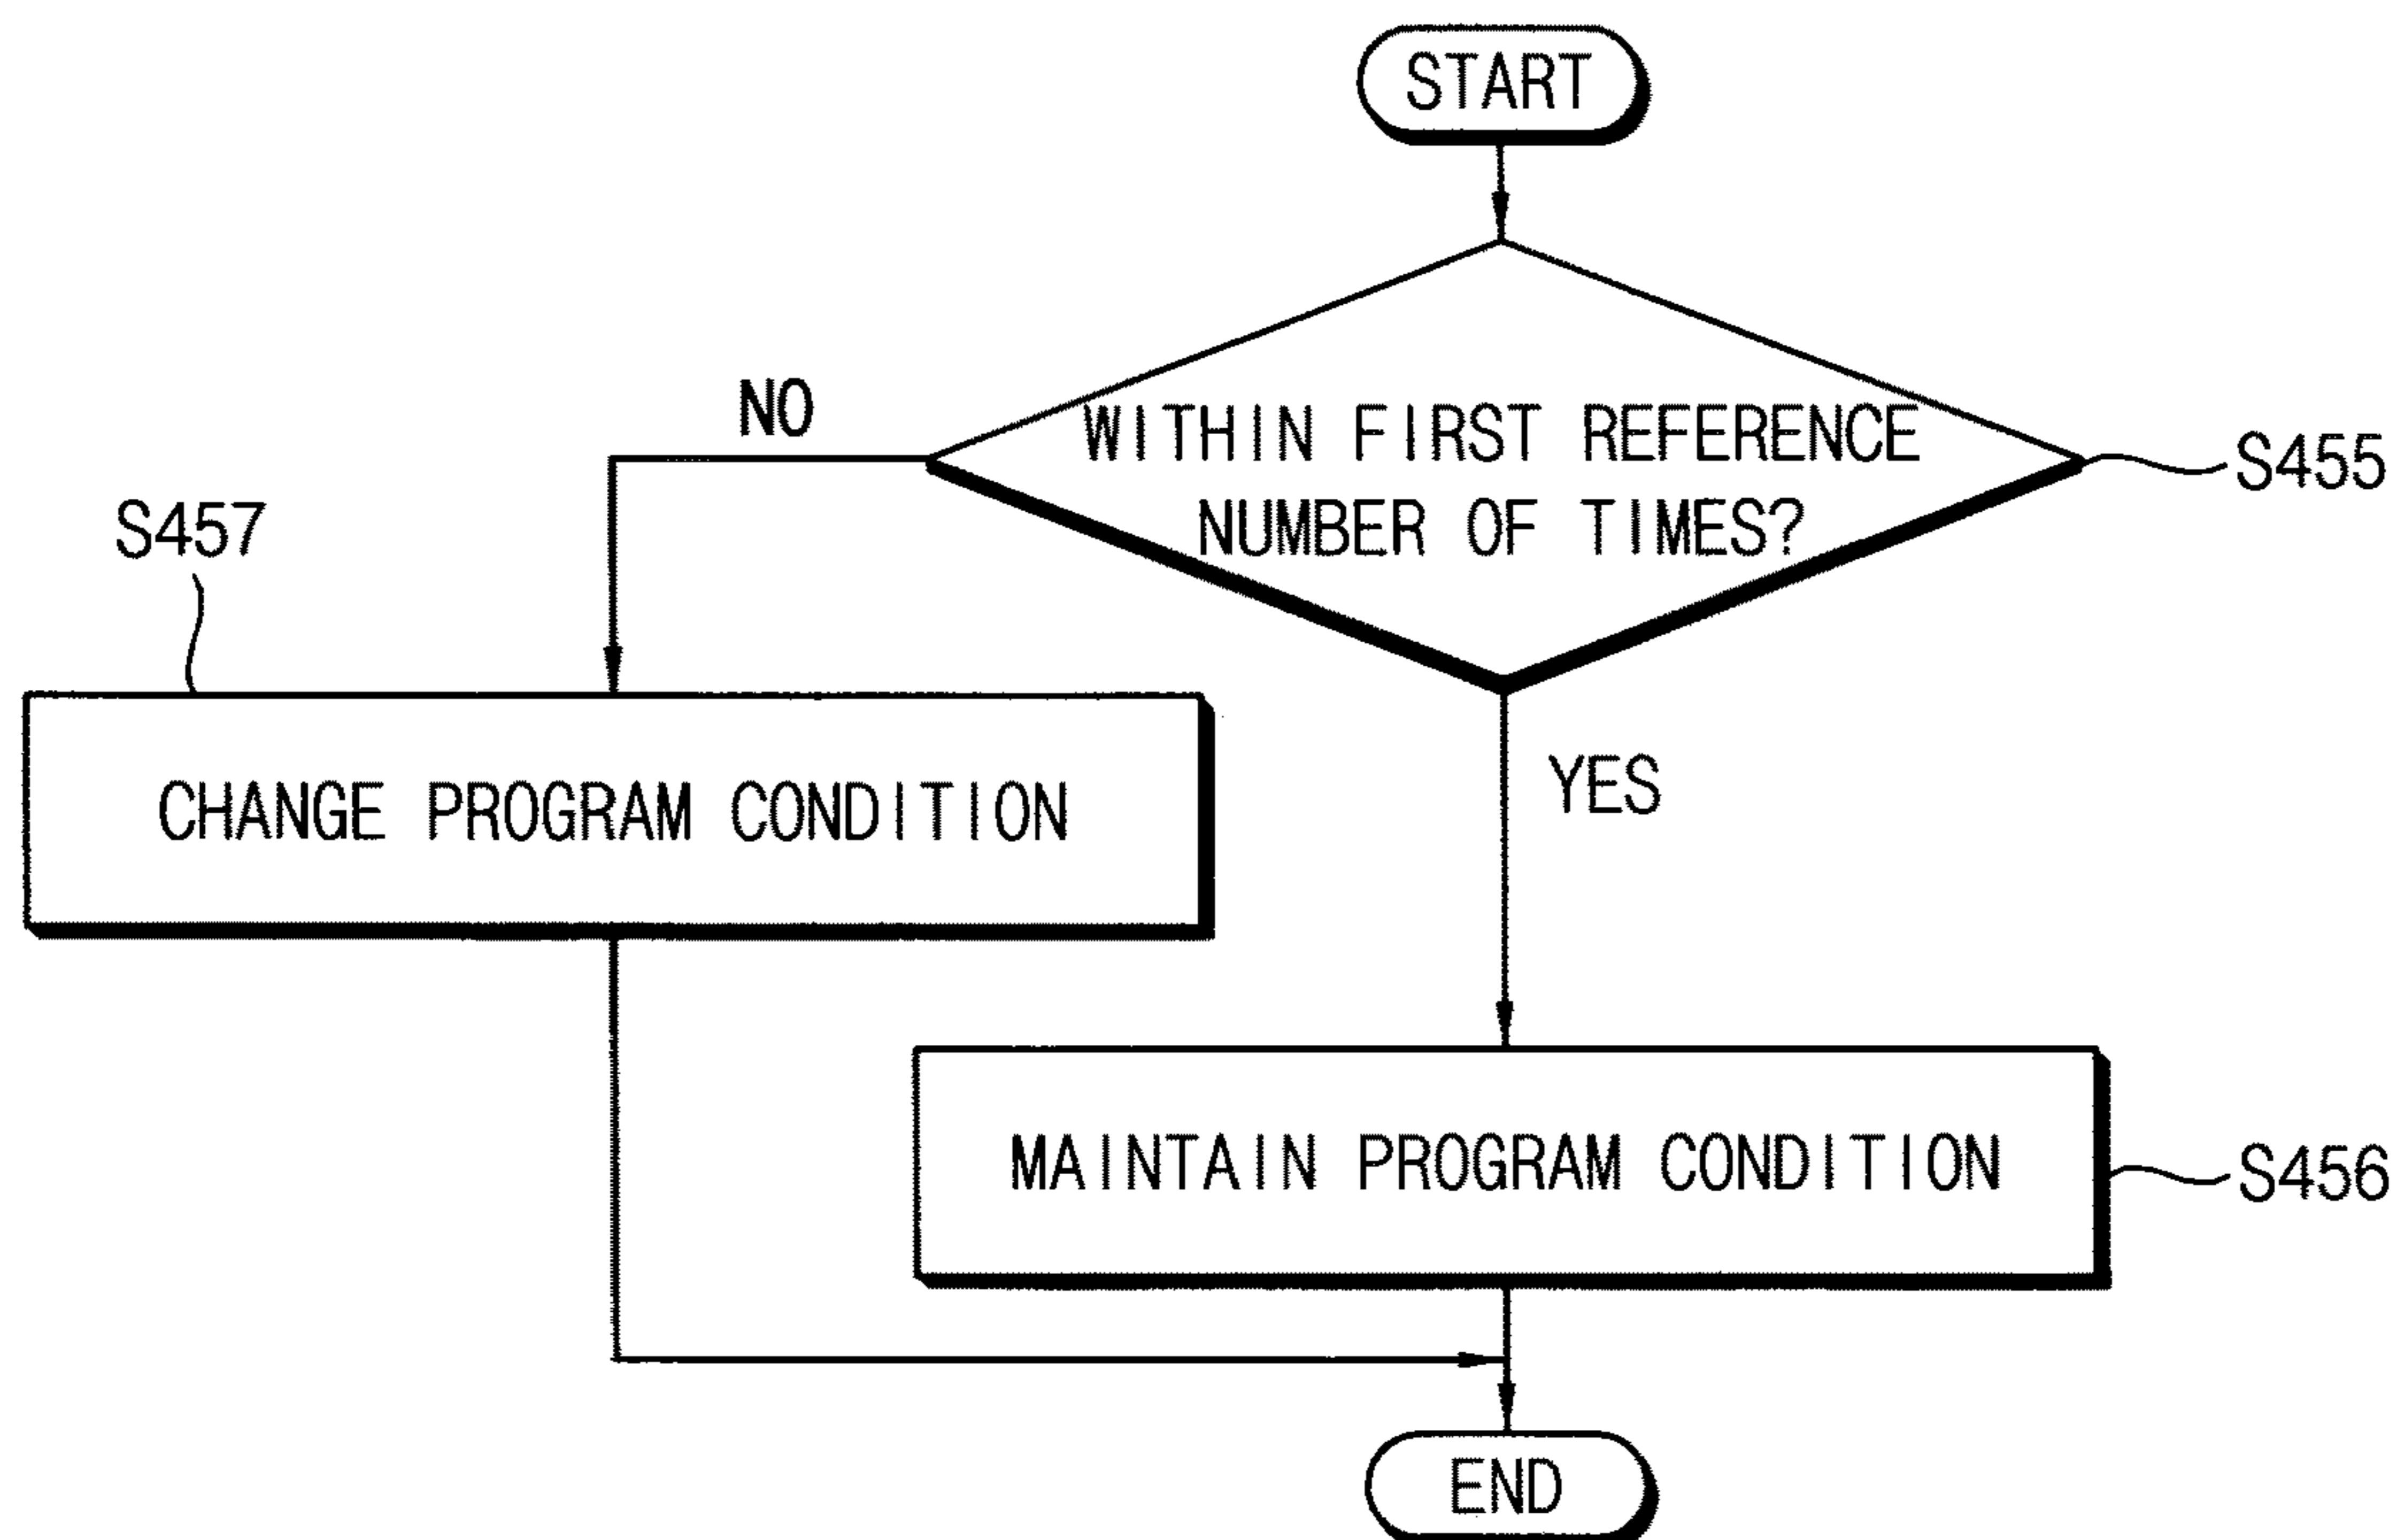 START
NO
WITHIN FIRST REFERENCE
NUMBER OF TIMES?
S455
S457
CHANGE PROGRAM CONDITION
YES
MAINTAIN PROGRAM CONDITION
S456
END